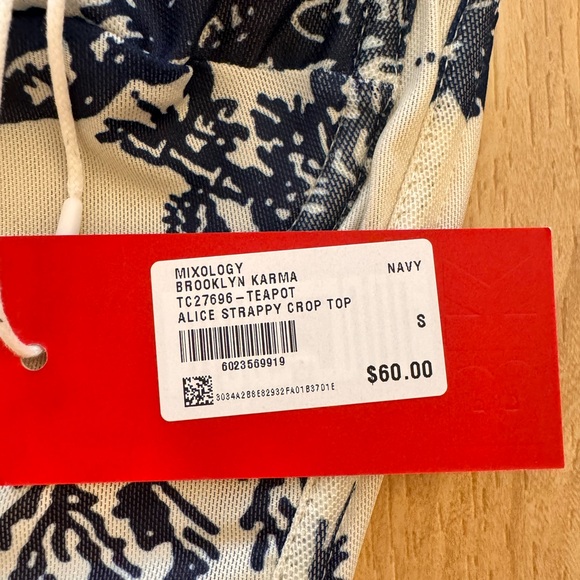 MIXOLOGY
BROOKLYN KARMA NAVY
TC27696-TEAPOT
ALICE STRAPPY CROP TOP
S
6023569919
3034A2B6E82932FA01B3701E $60.00